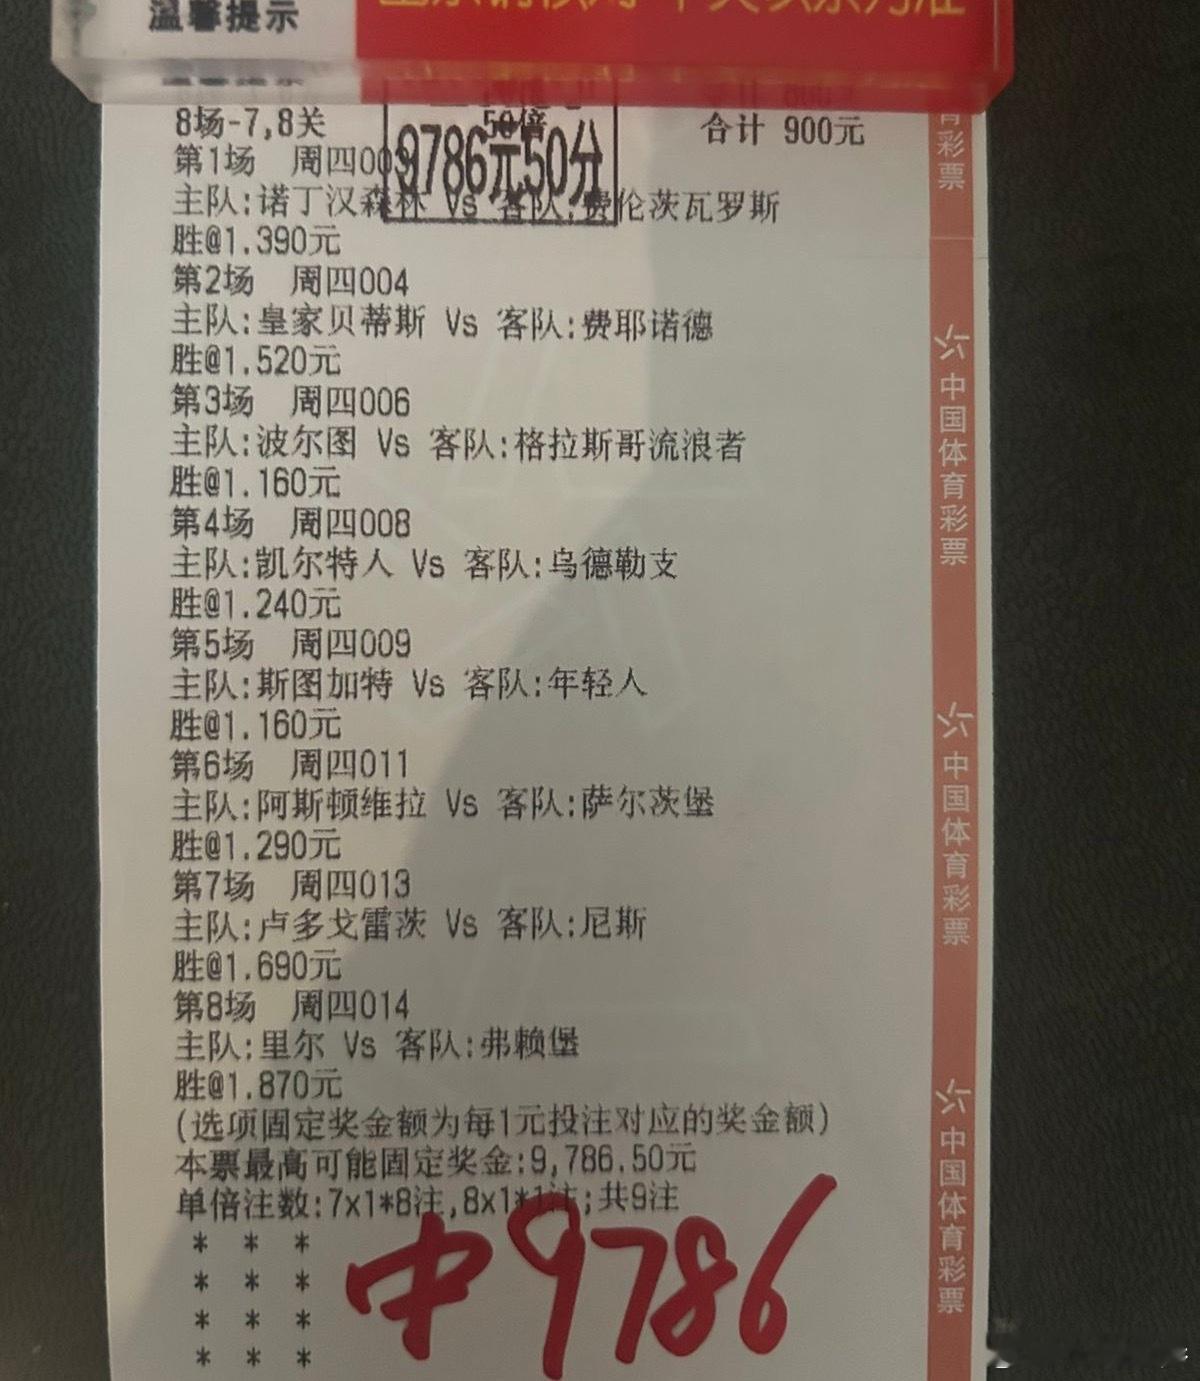 温馨提示
8场-7,8关
50倍
合计 900元
9786元50分
第1场 周四003
主队:诺丁汉森林 Vs 客队:费伦茨瓦罗斯
胜@1.390元
第2场 周四004
主队:皇家贝蒂斯 Vs 客队:费耶诺德
胜@1.520元
第3场 周四006
主队:波尔图 Vs 客队:格拉斯哥流浪者
胜@1.160元
第4场 周四008
主队:凯尔特人 Vs 客队:乌德勒支
胜@1.240元
第5场 周四009
主队:斯图加特 Vs 客队:年轻人
胜@1.160元
第6场 周四011
主队:阿斯顿维拉 Vs 客队:萨尔茨堡
胜@1.290元
第7场 周四013
主队:卢多戈雷茨 Vs 客队:尼斯
胜@1.690元
第8场 周四014
主队:里尔 Vs 客队:弗赖堡
胜@1.870元
(选项固定奖金额为每1元投注对应的奖金额)
本票最高可能固定奖金:9,786.50元
单倍注数:7x1*8注,8x1*1注;共9注
* * *
* * *
* * *
* * *
中9786
育彩票
中国体育彩票
中国体育彩票
中国体育彩票